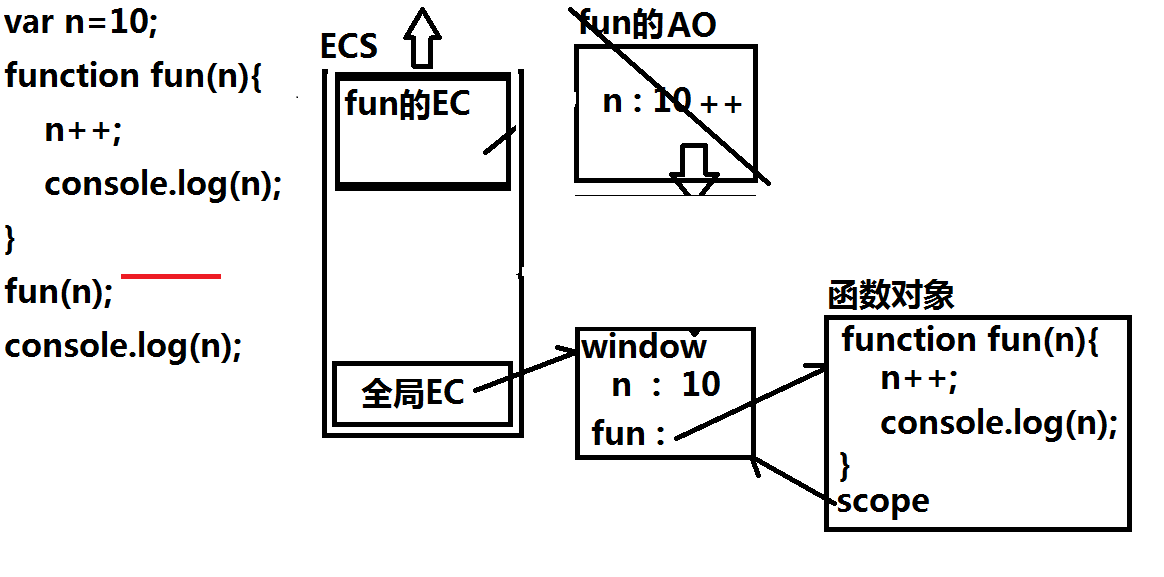 var n=10;
function fun(n){
n++;
console.log(n);
}
fun(n);
console.log(n);
ECS
fun的EC
全局EC
fun的AO
n : 10 ++
window
n : 10
fun :
函数对象
function fun(n){
n++;
console.log(n);
}
scope